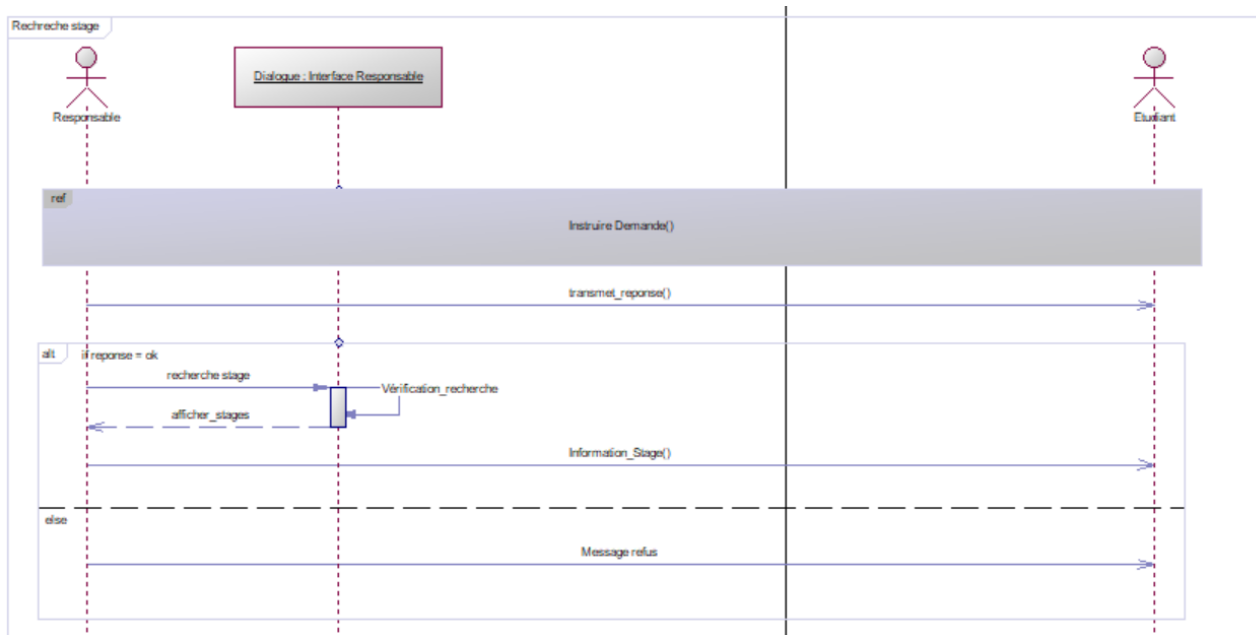 Rechreche stage
Dialogue : Interface Responsable
Responsable
Etudiant
ref
Instruire Demande()
transmet_reponse()
alt
if reponse = ok
recherche stage
Vérification_recherche
afficher_stages
Information_Stage()
else
Message refus